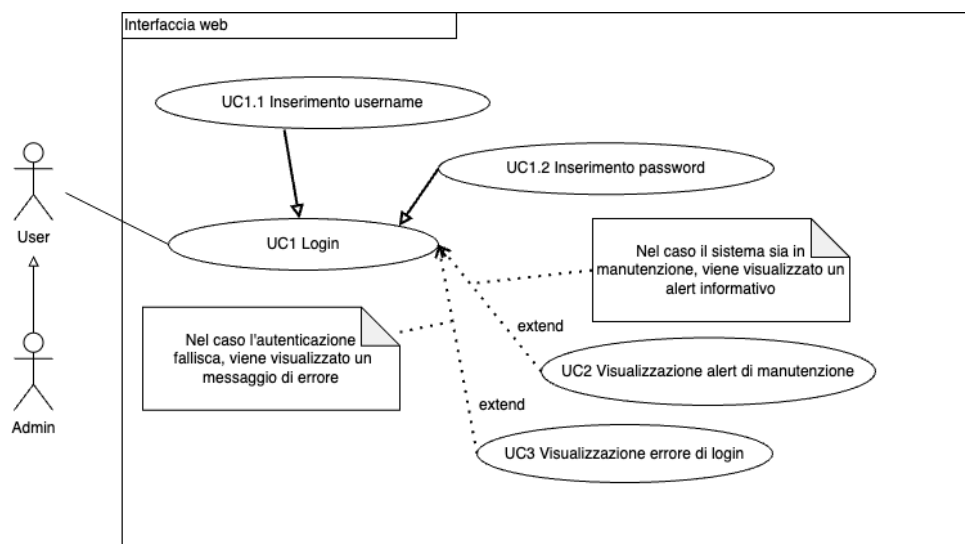 Interfaccia web
UC1.1 Inserimento username
UC1.2 Inserimento password
User
UC1 Login
Nel caso il sistema sia in
manutenzione, viene visualizzato un
alert informativo
Nel caso l'autenticazione
fallisca, viene visualizzato un
messaggio di errore
extend
UC2 Visualizzazione alert di manutenzione
extend
Admin
UC3 Visualizzazione errore di login